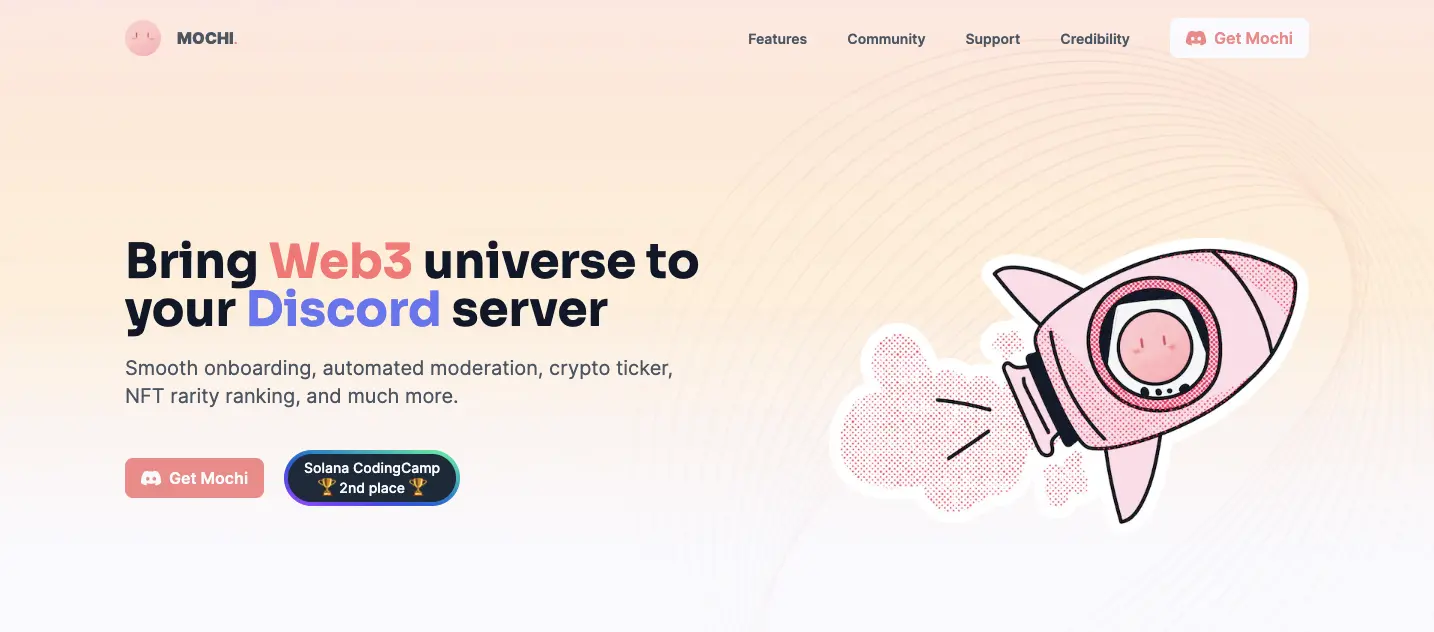 MOCHI.
Features
Community
Support
Credibility
Get Mochi
Bring Web3 universe to
your Discord server
Smooth onboarding, automated moderation, crypto ticker,
NFT rarity ranking, and much more.
Get Mochi
Solana CodingCamp
🏆 2nd place 🏆